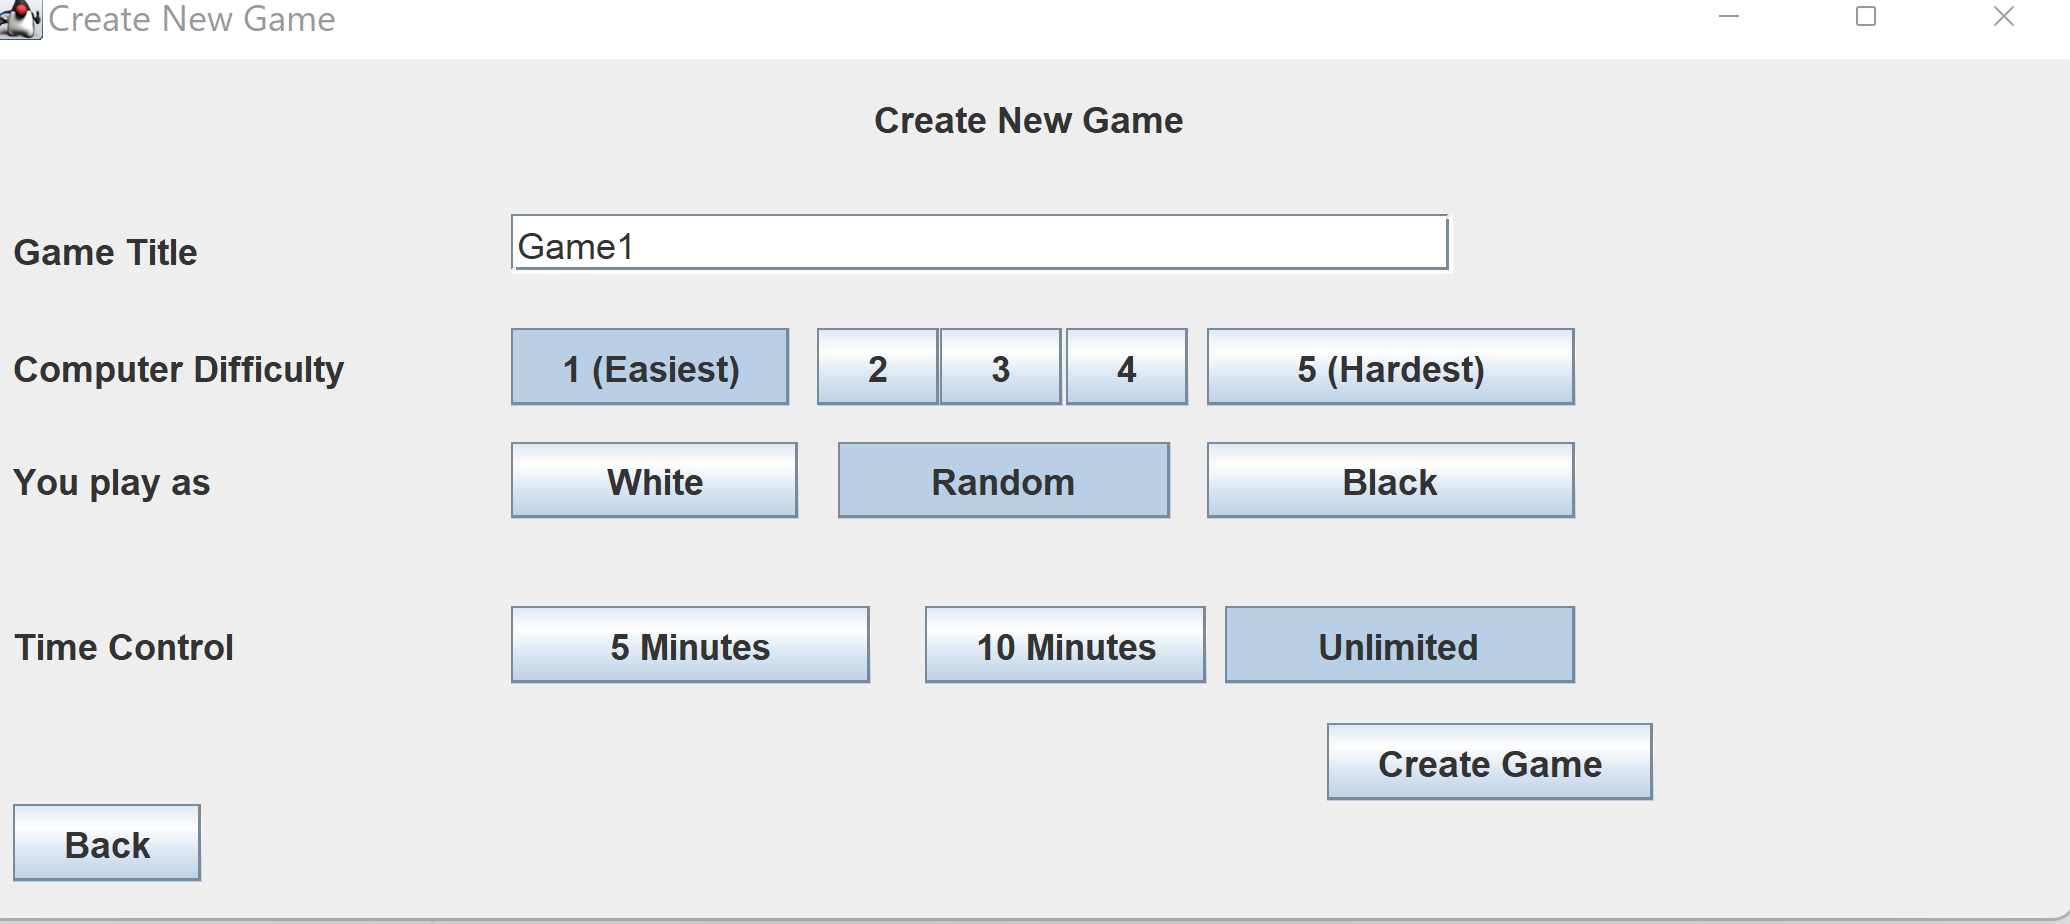 Create New Game
Create New Game
Game Title Game1
Computer Difficulty 1 (Easiest) 2 3 4 5 (Hardest)
You play as White Random Black
Time Control 5 Minutes 10 Minutes Unlimited
Create Game
Back